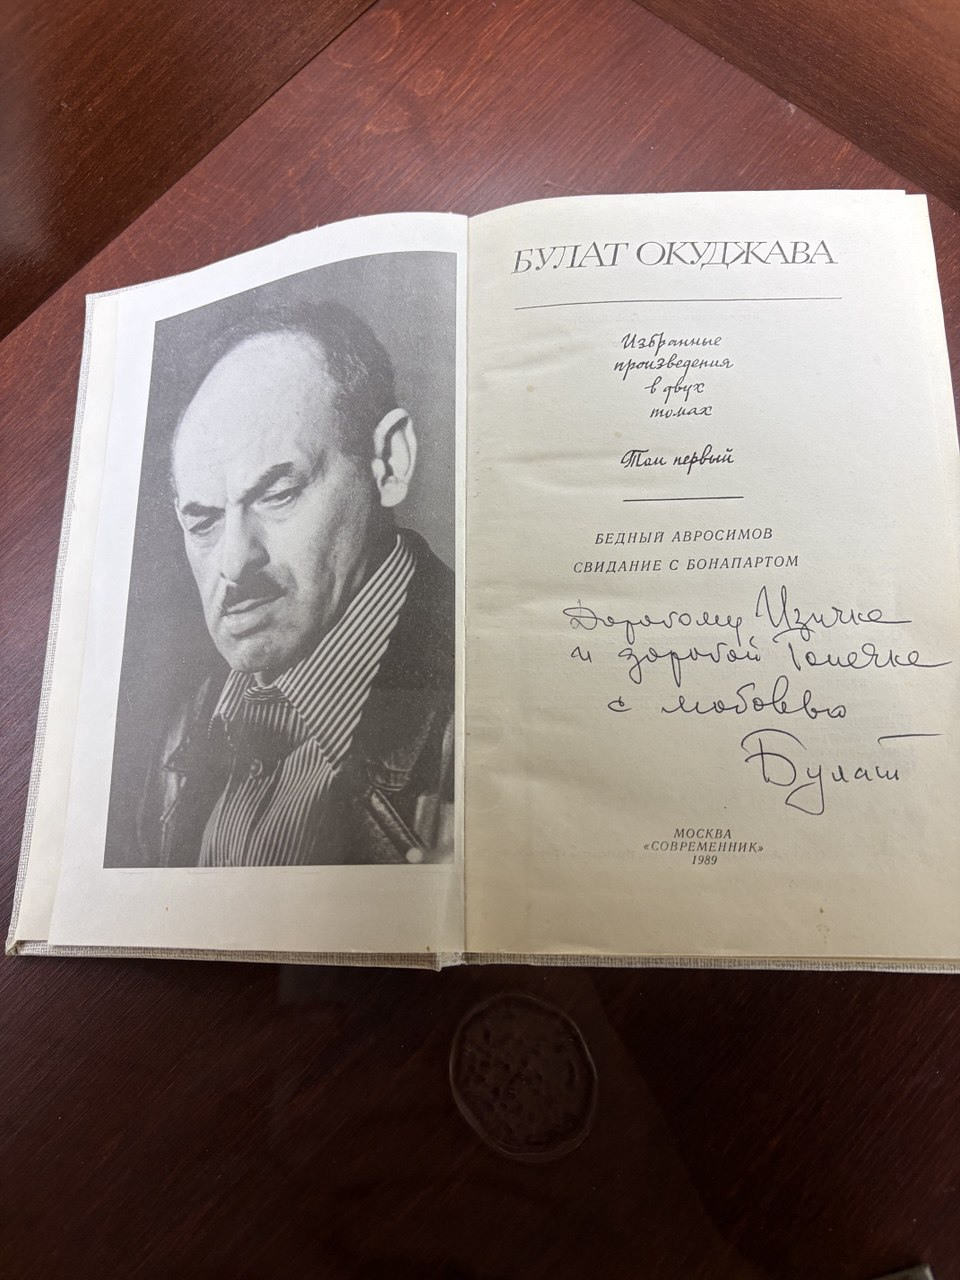 БУЛАТ ОКУДЖАВА
Избранные
произведения
в двух
томах
Том первый
БЕДНЫЙ АВРОСИМОВ
СВИДАНИЕ С БОНАПАРТОМ
Дорогому Изичке
и дорогой
с любовью
Булат
МОСКВА
«СОВРЕМЕННИК»
1989